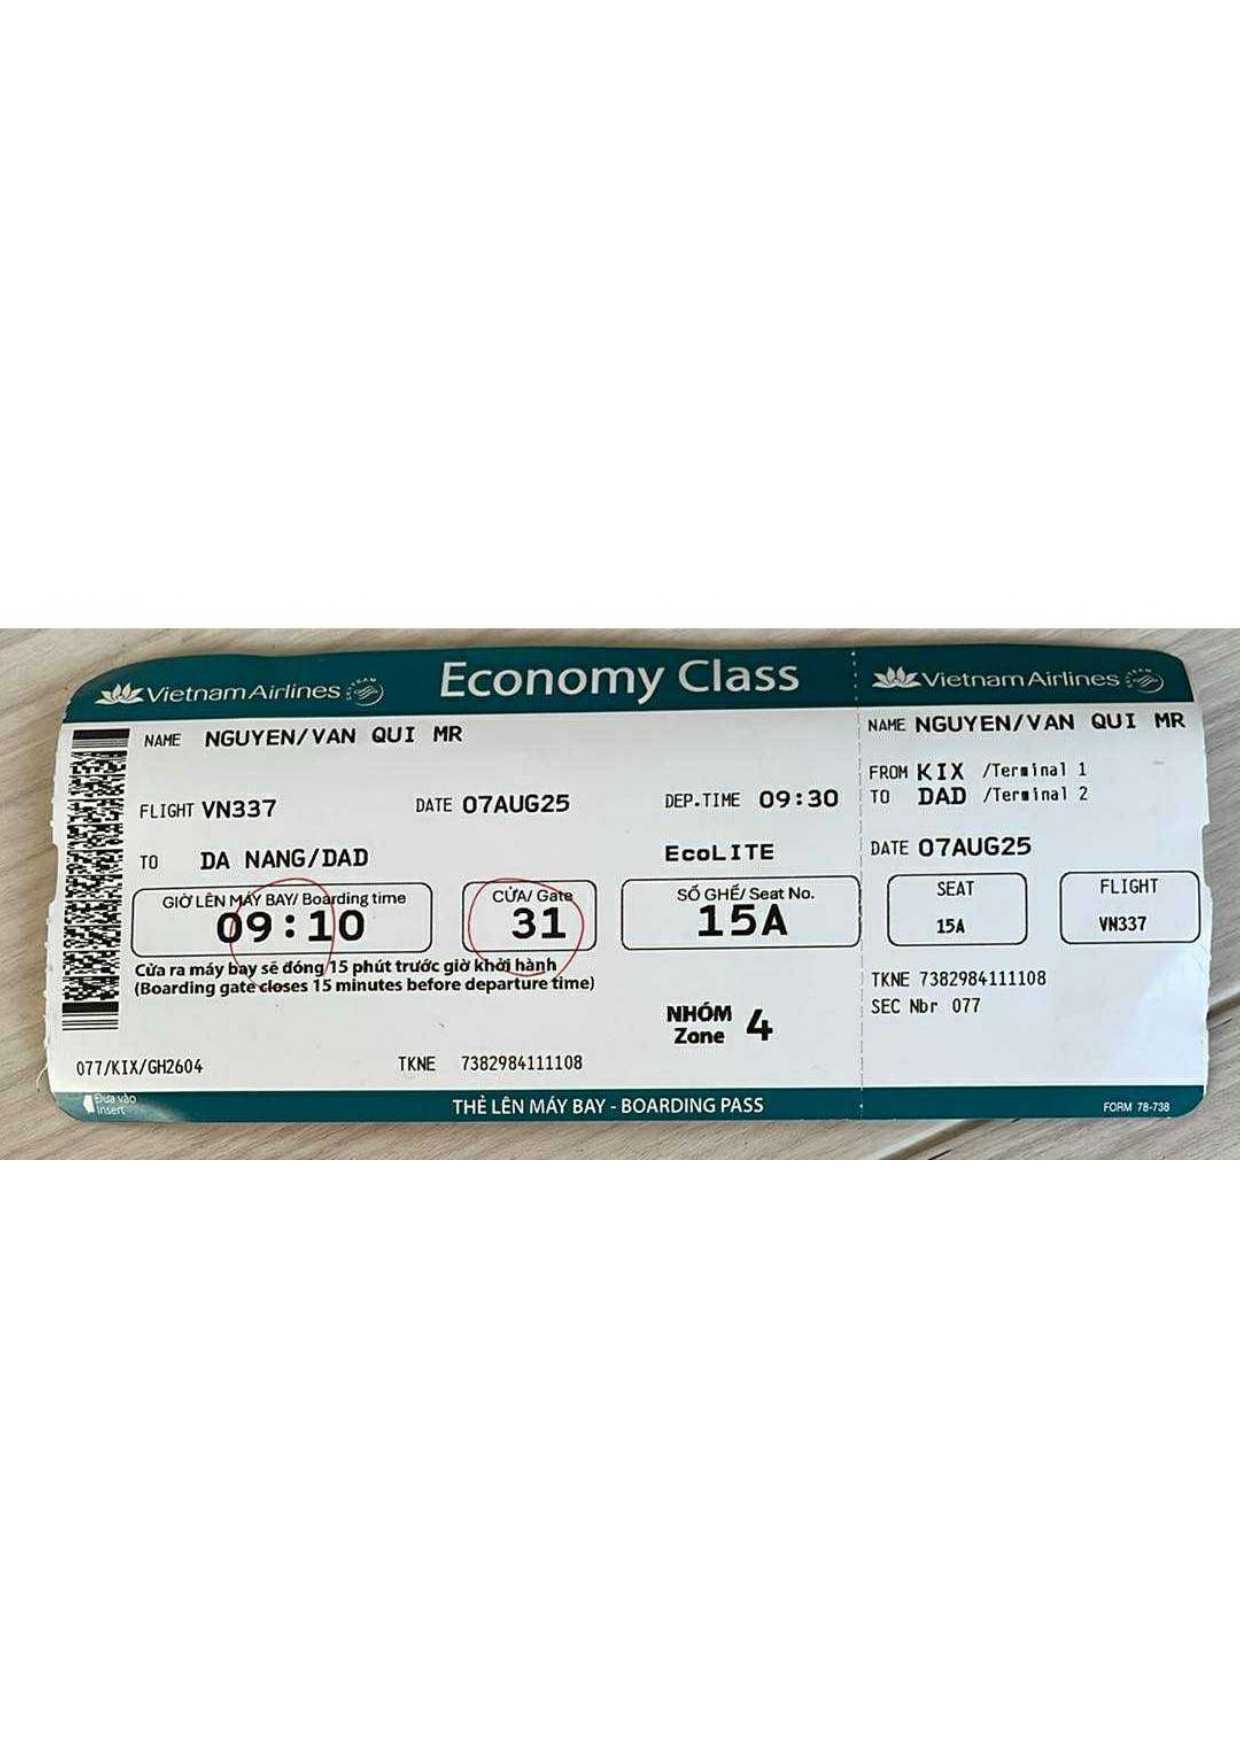 VietnamAirlines SKYTEAM
Economy Class
NAME NGUYEN/VAN QUI MR
FLIGHT VN337 DATE 07AUG25 DEP.TIME 09:30
TO DA NANG/DAD EcoLITE
GIỜ LÊN MÁY BAY/ Boarding time
09:10
CỬA/ Gate
31
SỐ GHẾ/ Seat No.
15A
Cửa ra máy bay sẽ đóng 15 phút trước giờ khởi hành
(Boarding gate closes 15 minutes before departure time)
NHÓM
Zone 4
077/KIX/GH2604 TKNE 7382984111108
Đưa vào
Insert
THẺ LÊN MÁY BAY - BOARDING PASS
VietnamAirlines SKYTEAM
NAME NGUYEN/VAN QUI MR
FROM KIX /Terminal 1
TO DAD /Terminal 2
DATE 07AUG25
SEAT
15A
FLIGHT
VN337
TKNE 7382984111108
SEC Nbr 077
FORM 78-738